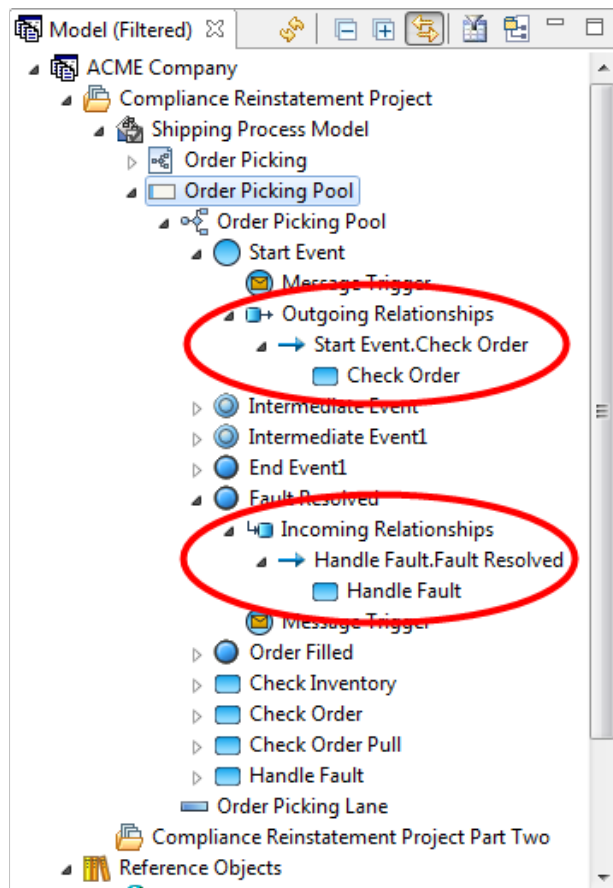 Model (Filtered)
ACME Company
Compliance Reinstatement Project
Shipping Process Model
Order Picking
Order Picking Pool
Order Picking Pool
Start Event
Message Trigger
Outgoing Relationships
Start Event.Check Order
Check Order
Intermediate Event
Intermediate Event1
End Event1
Fault Resolved
Incoming Relationships
Handle Fault.Fault Resolved
Handle Fault
Message Trigger
Order Filled
Check Inventory
Check Order
Check Order Pull
Handle Fault
Order Picking Lane
Compliance Reinstatement Project Part Two
Reference Objects